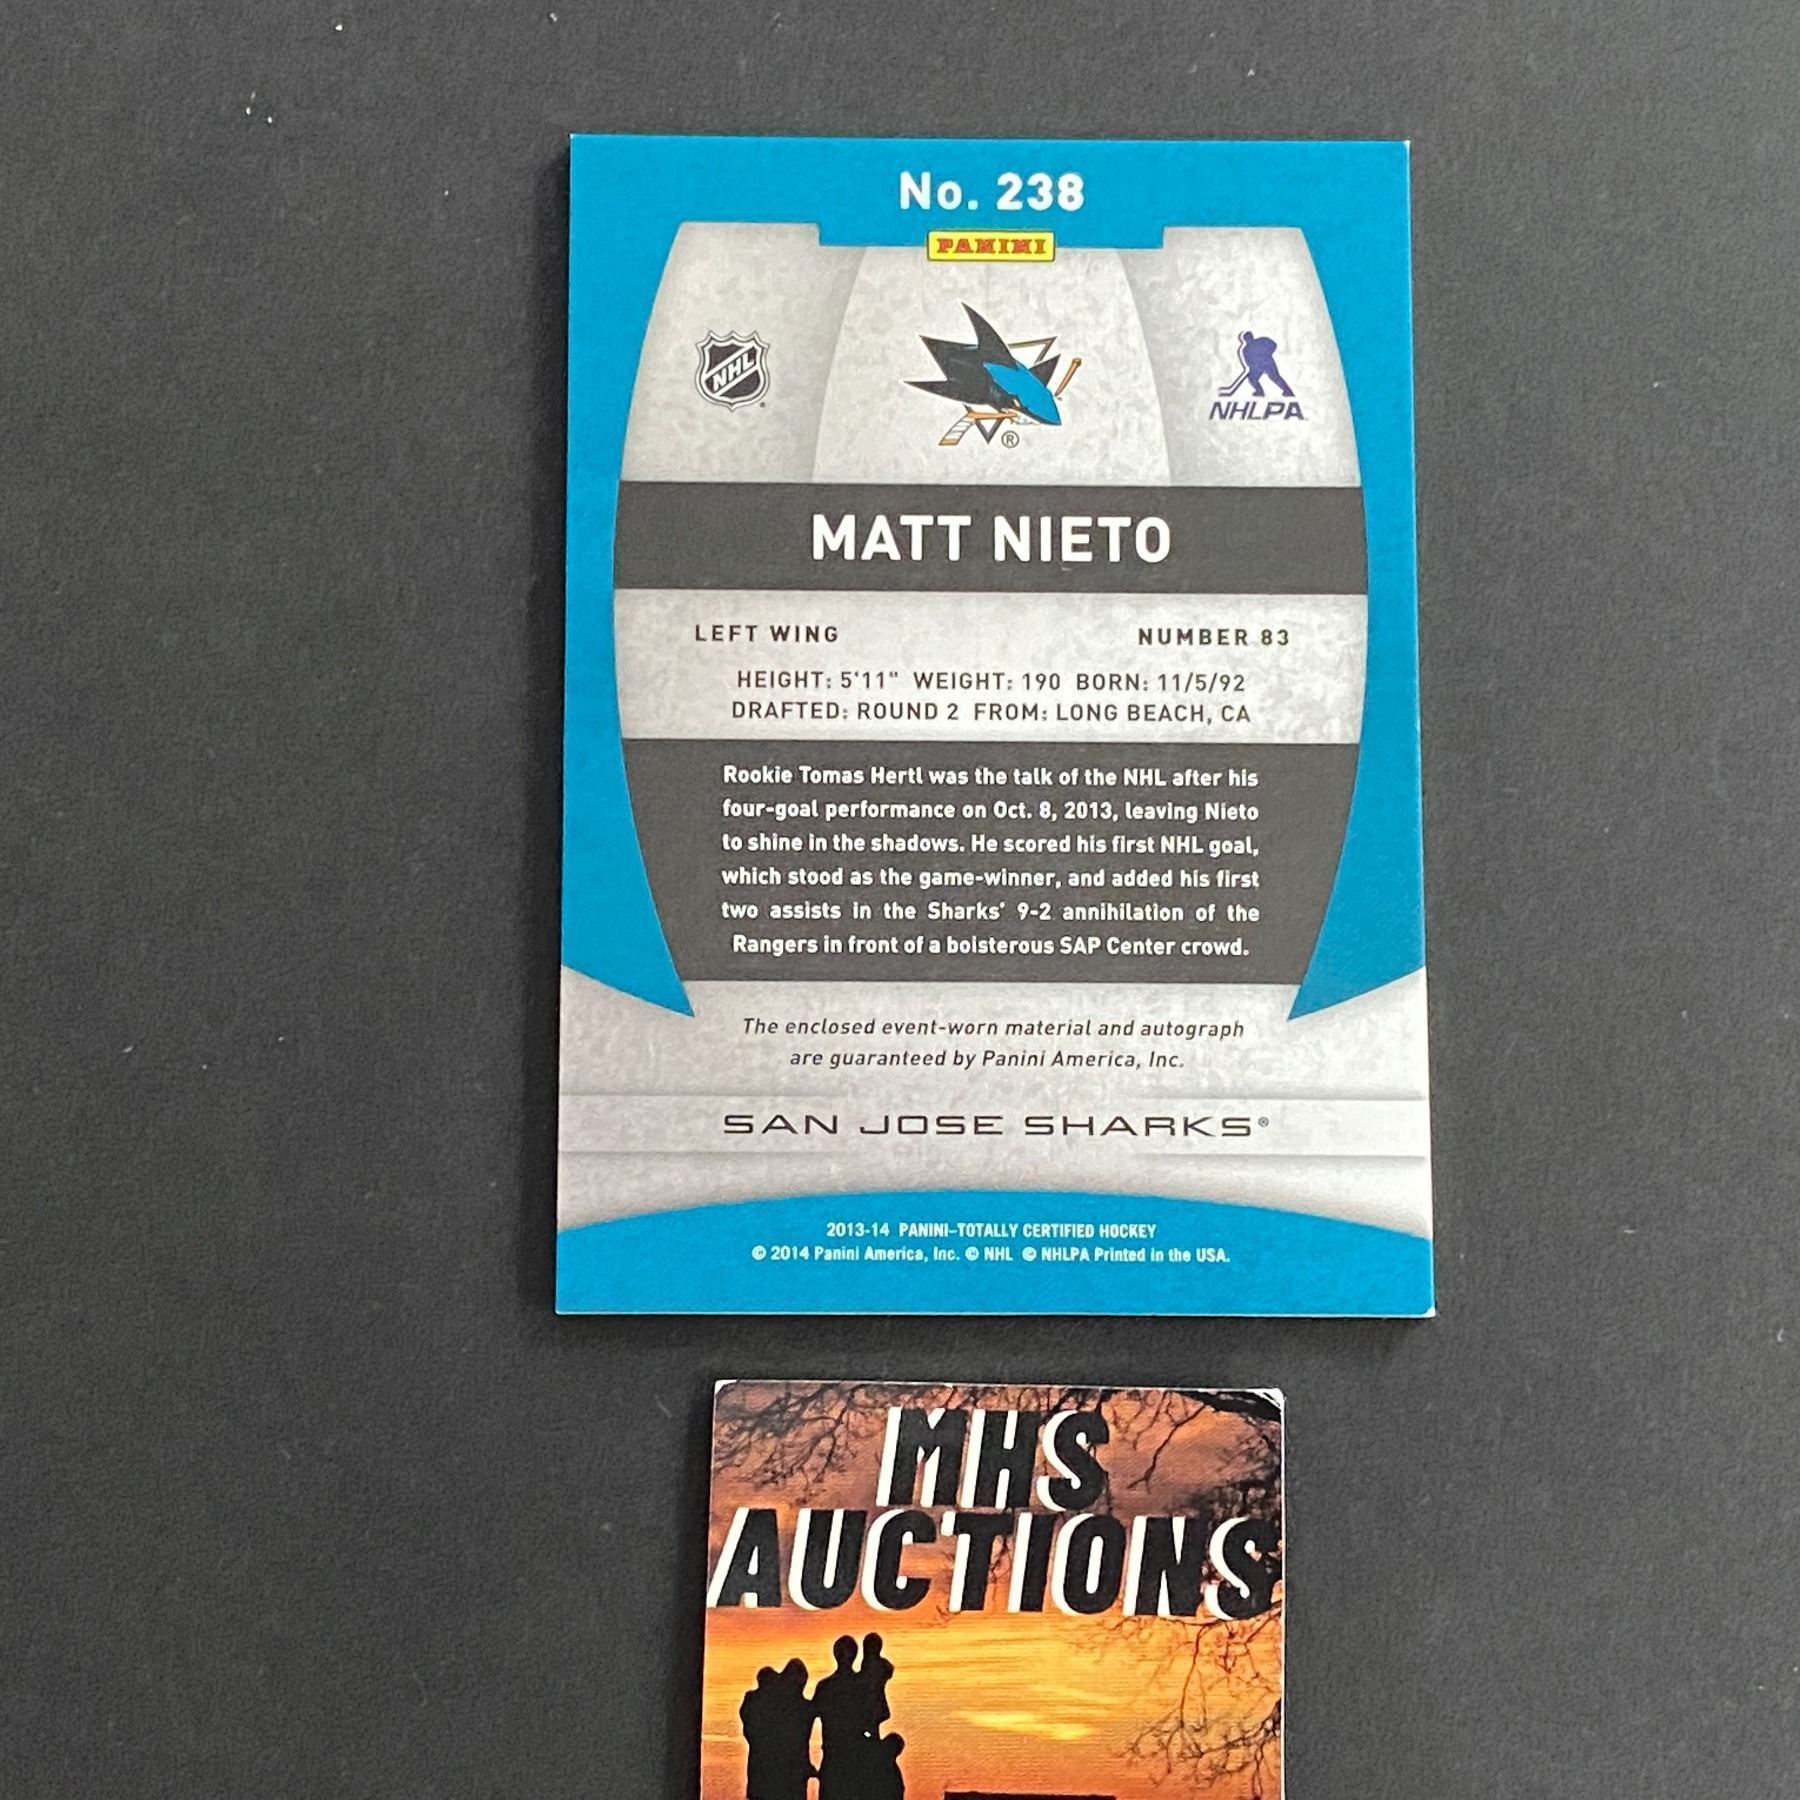 No. 238
PANINI
NHL
NHLPA
®
MATT NIETO
LEFT WING NUMBER 83
HEIGHT: 5'11" WEIGHT: 190 BORN: 11/5/92
DRAFTED: ROUND 2 FROM: LONG BEACH, CA
Rookie Tomas Hertl was the talk of the NHL after his
four-goal performance on Oct. 8, 2013, leaving Nieto
to shine in the shadows. He scored his first NHL goal,
which stood as the game-winner, and added his first
two assists in the Sharks' 9-2 annihilation of the
Rangers in front of a boisterous SAP Center crowd.
The enclosed event-worn material and autograph
are guaranteed by Panini America, Inc.
SAN JOSE SHARKS®
2013-14 PANINI-TOTALLY CERTIFIED HOCKEY
© 2014 Panini America, Inc. © NHL © NHLPA Printed in the USA.
MHS
AUCTIONS